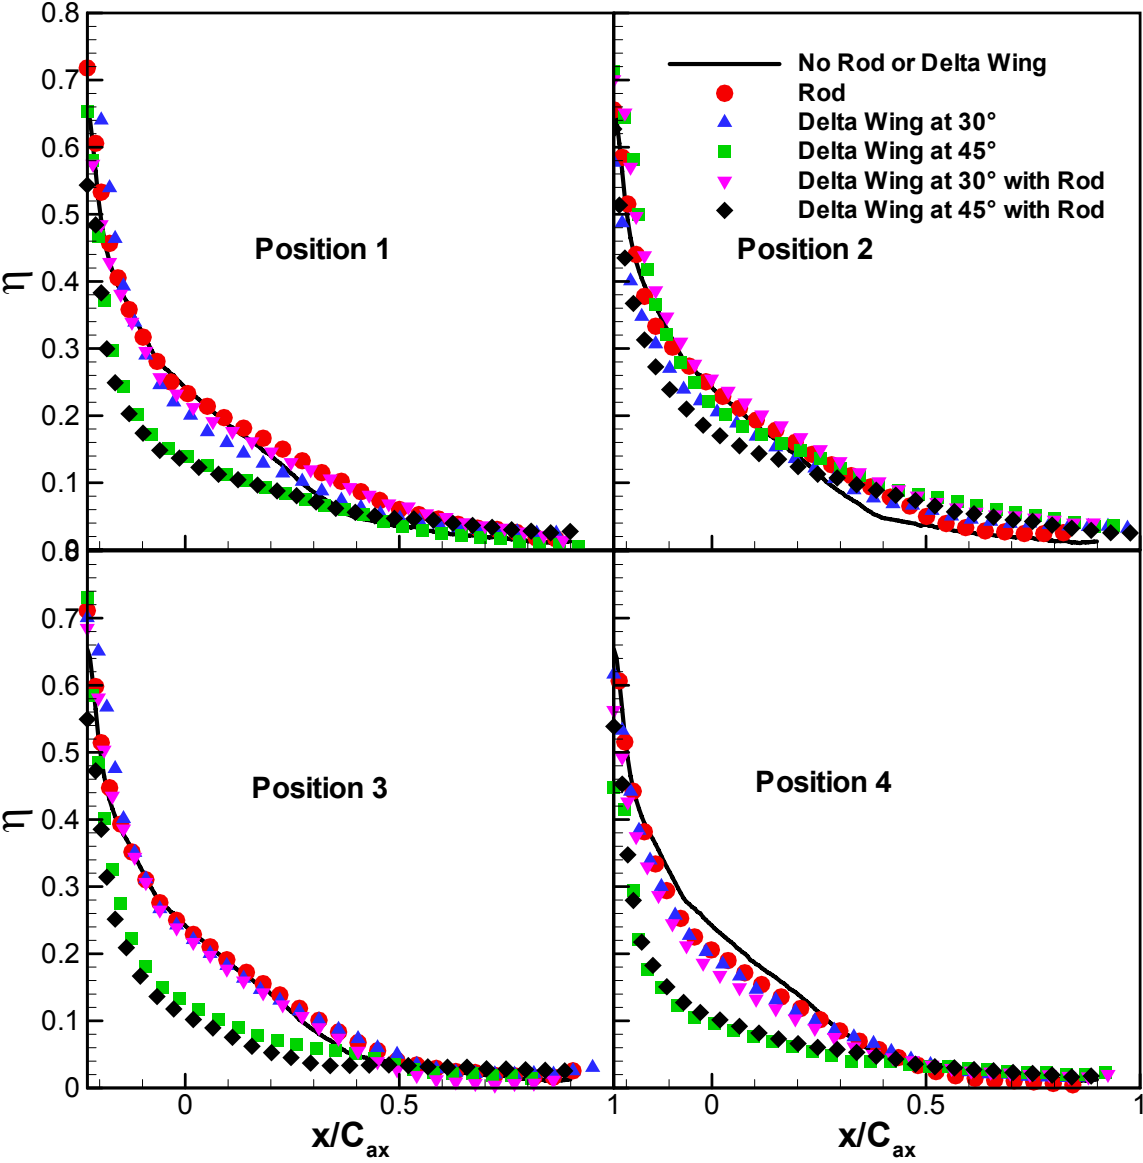 0.8
0.7
0.6
0.5
0.4
0.3
0.2
0.1
0
η
Position 1
Position 2
No Rod or Delta Wing
Rod
Delta Wing at 30°
Delta Wing at 45°
Delta Wing at 30° with Rod
Delta Wing at 45° with Rod
0.8
0.7
0.6
0.5
0.4
0.3
0.2
0.1
0
η
Position 3
Position 4
0 0.5 1 0 0.5 1
x/Cax x/Cax